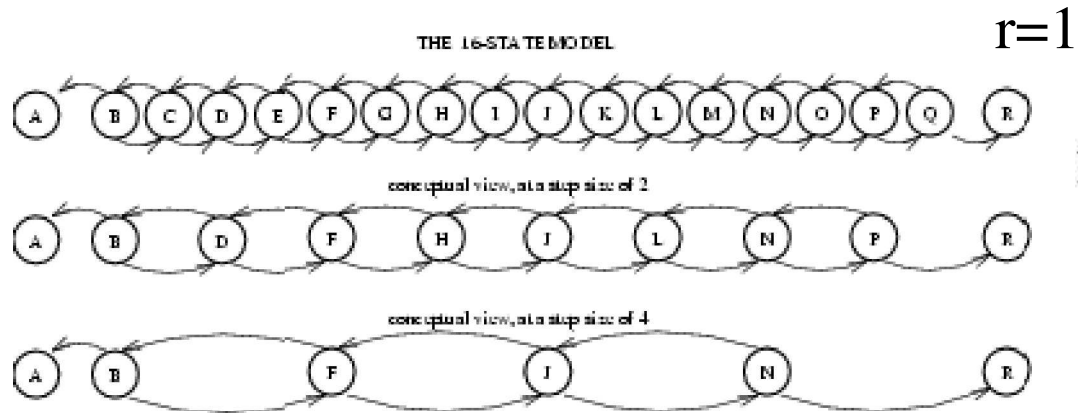 r=1
THE 16-STATE MODEL
A B C D E F G H I J K L M N O P Q R
conceptual view, at a step size of 2
A B D F H J L N P R
conceptual view, at a step size of 4
A B F J N R